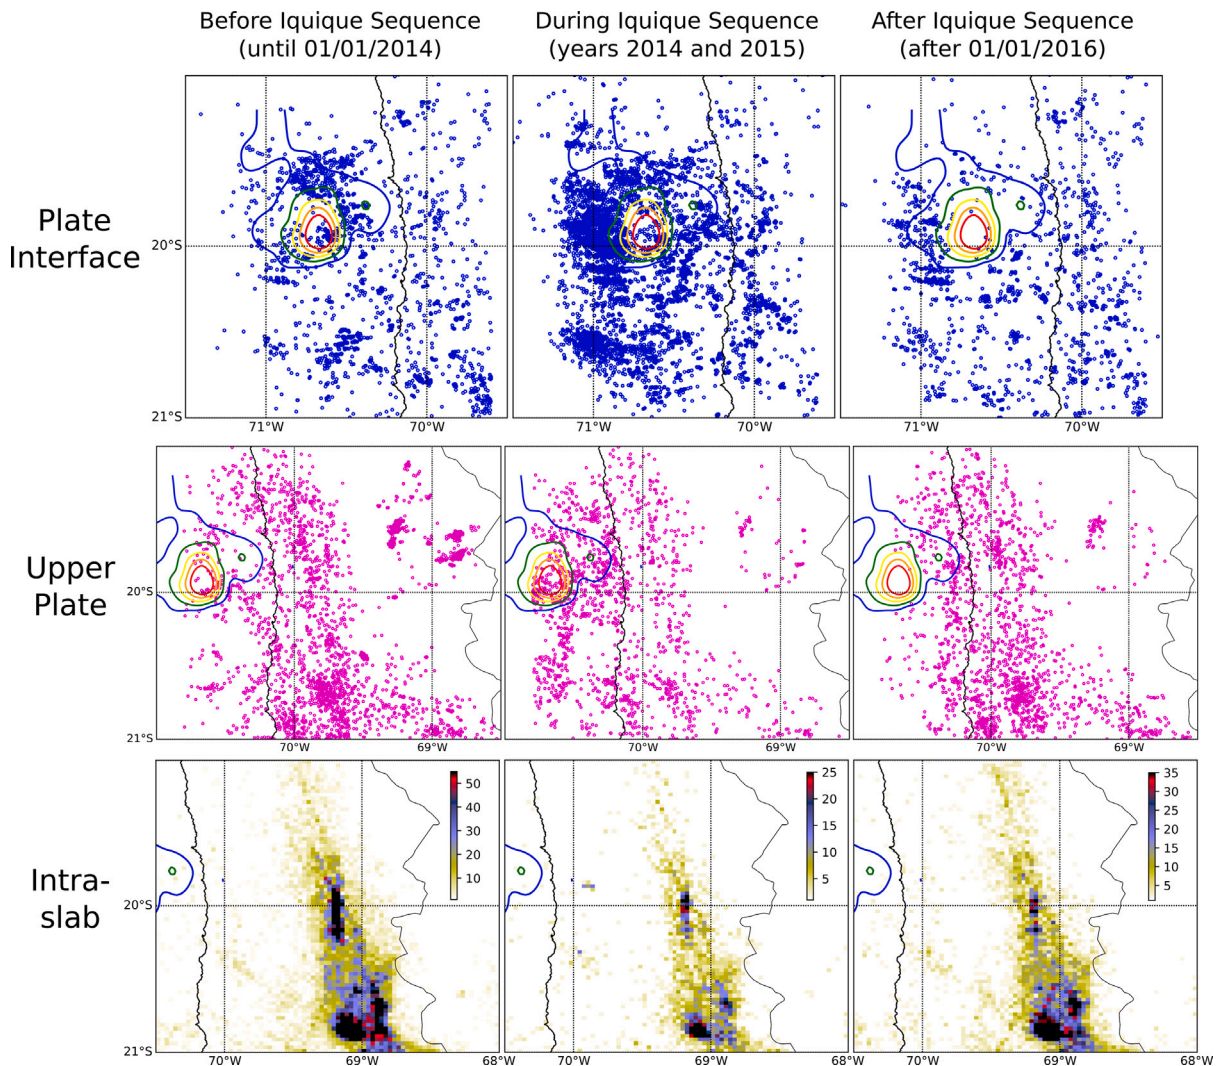 Before Iquique Sequence
(until 01/01/2014)
During Iquique Sequence
(years 2014 and 2015)
After Iquique Sequence
(after 01/01/2016)
Plate
Interface
20°S
21°S
71°W 70°W
71°W 70°W
71°W 70°W
Upper
Plate
20°S
21°S
70°W 69°W
70°W 69°W
70°W 69°W
Intra-
slab
50
40
30
20
10
25
20
15
10
5
35
30
25
20
15
10
5
20°S
21°S
70°W 69°W 68°W
70°W 69°W 68°W
70°W 69°W 68°W